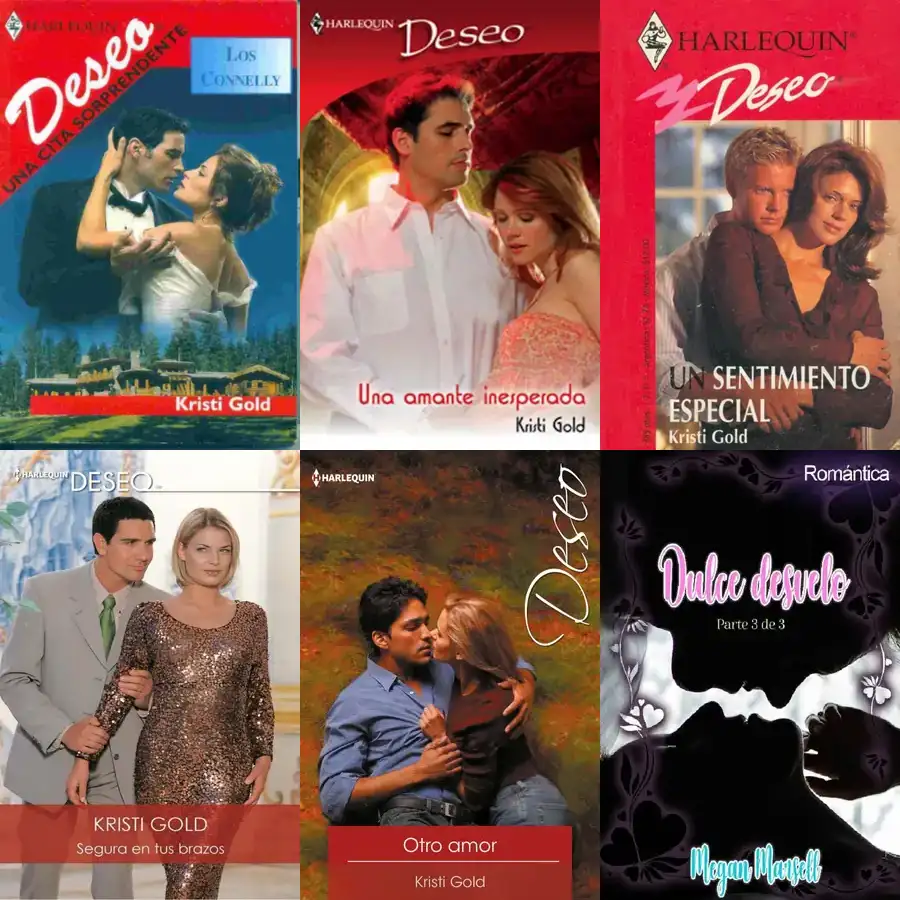 HARLEQUIN
Deseo
UNA CITA SORPRENDENTE
LOS
CONNELLY
Kristi Gold
HARLEQUIN
Deseo
Una amante inesperada
Kristi Gold
HARLEQUIN®
Deseo
UN SENTIMIENTO
ESPECIAL
Kristi Gold
HARLEQUIN
DESEO
KRISTI GOLD
Segura en tus brazos
HARLEQUIN
Deseo
Otro amor
Kristi Gold
Romántica
Dulce desvelo
Parte 3 de 3
Megan Marsell